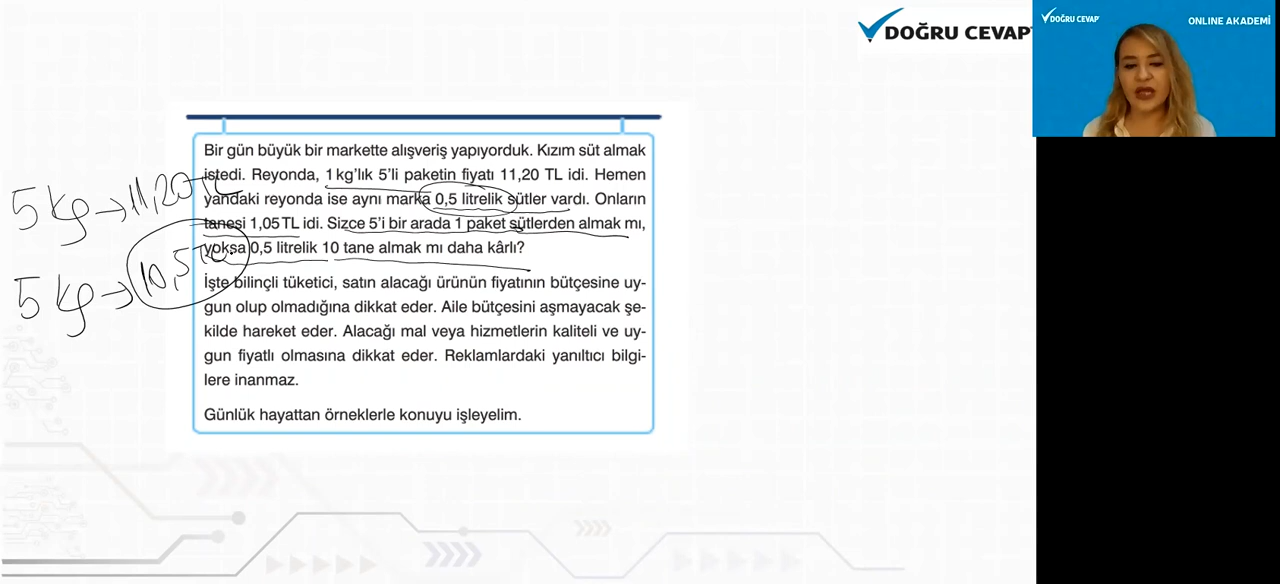 DOĞRU CEVAP
DOĞRU CEVAP
ONLINE AKADEMİ
Bir gün büyük bir markette alışveriş yapıyorduk. Kızım süt almak
istedi. Reyonda, 1 kg'lık 5'li paketin fiyatı 11,20 TL idi. Hemen
yandaki reyonda ise aynı marka 0,5 litrelik sütler vardı. Onların
tanesi 1,05 TL idi. Sizce 5'i bir arada 1 paket sütlerden almak mı,
yoksa 0,5 litrelik 10 tane almak mı daha kârlı?
İşte bilinçli tüketici, satın alacağı ürünün fiyatının bütçesine uy-
gun olup olmadığına dikkat eder. Aile bütçesini aşmayacak şe-
kilde hareket eder. Alacağı mal veya hizmetlerin kaliteli ve uy-
gun fiyatlı olmasına dikkat eder. Reklamlardaki yanıltıcı bilgi-
lere inanmaz.
Günlük hayattan örneklerle konuyu işleyelim.
5 kg → 11,20 TL
5 kg → 10,5